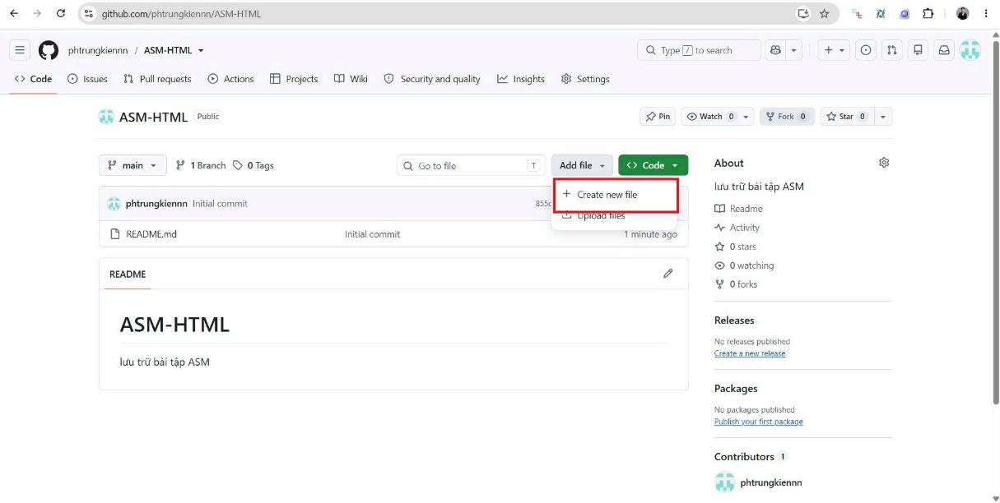 github.com/phtrungkiennn/ASM-HTML
phtrungkiennn / ASM-HTML
Type / to search
Code Issues Pull requests Actions Projects Wiki Security and quality Insights Settings
ASM-HTML Public
Pin Watch 0 Fork 0 Star 0
main 1 Branch 0 Tags Go to file T Add file Code
Create new file
Upload files
phtrungkiennn Initial commit 855c
README.md Initial commit 1 minute ago
README
ASM-HTML
lưu trữ bài tập ASM
About
lưu trữ bài tập ASM
Readme
Activity
0 stars
0 watching
0 forks
Releases
No releases published
Create a new release
Packages
No packages published
Publish your first package
Contributors 1
phtrungkiennn